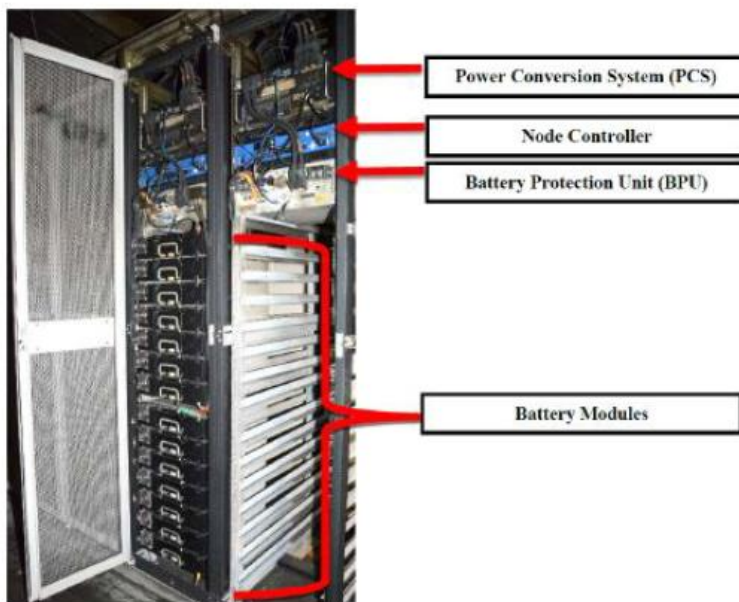 Power Conversion System (PCS)
Node Controller
Battery Protection Unit (BPU)
Battery Modules